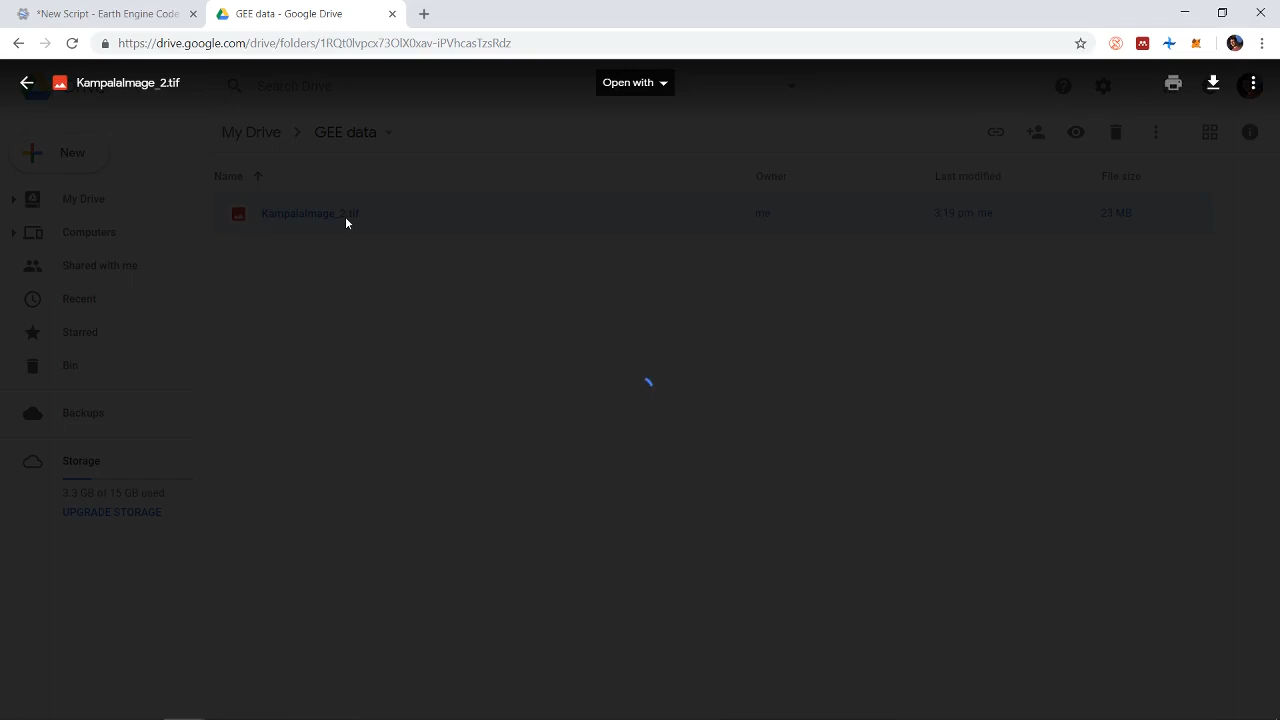 *New Script - Earth Engine Code
GEE data - Google Drive
https://drive.google.com/drive/folders/1RQt0lvpcx73OlX0xav-iPVhcasTzsRdz
KampalaImage_2.tif
Search Drive
Open with
New
My Drive
GEE data
Name
Owner
Last modified
File size
KampalaImage_2.tif
me
3.19 pm me
23 MB
My Drive
Computers
Shared with me
Recent
Starred
Bin
Backups
Storage
3.3 GB of 15 GB used
UPGRADE STORAGE